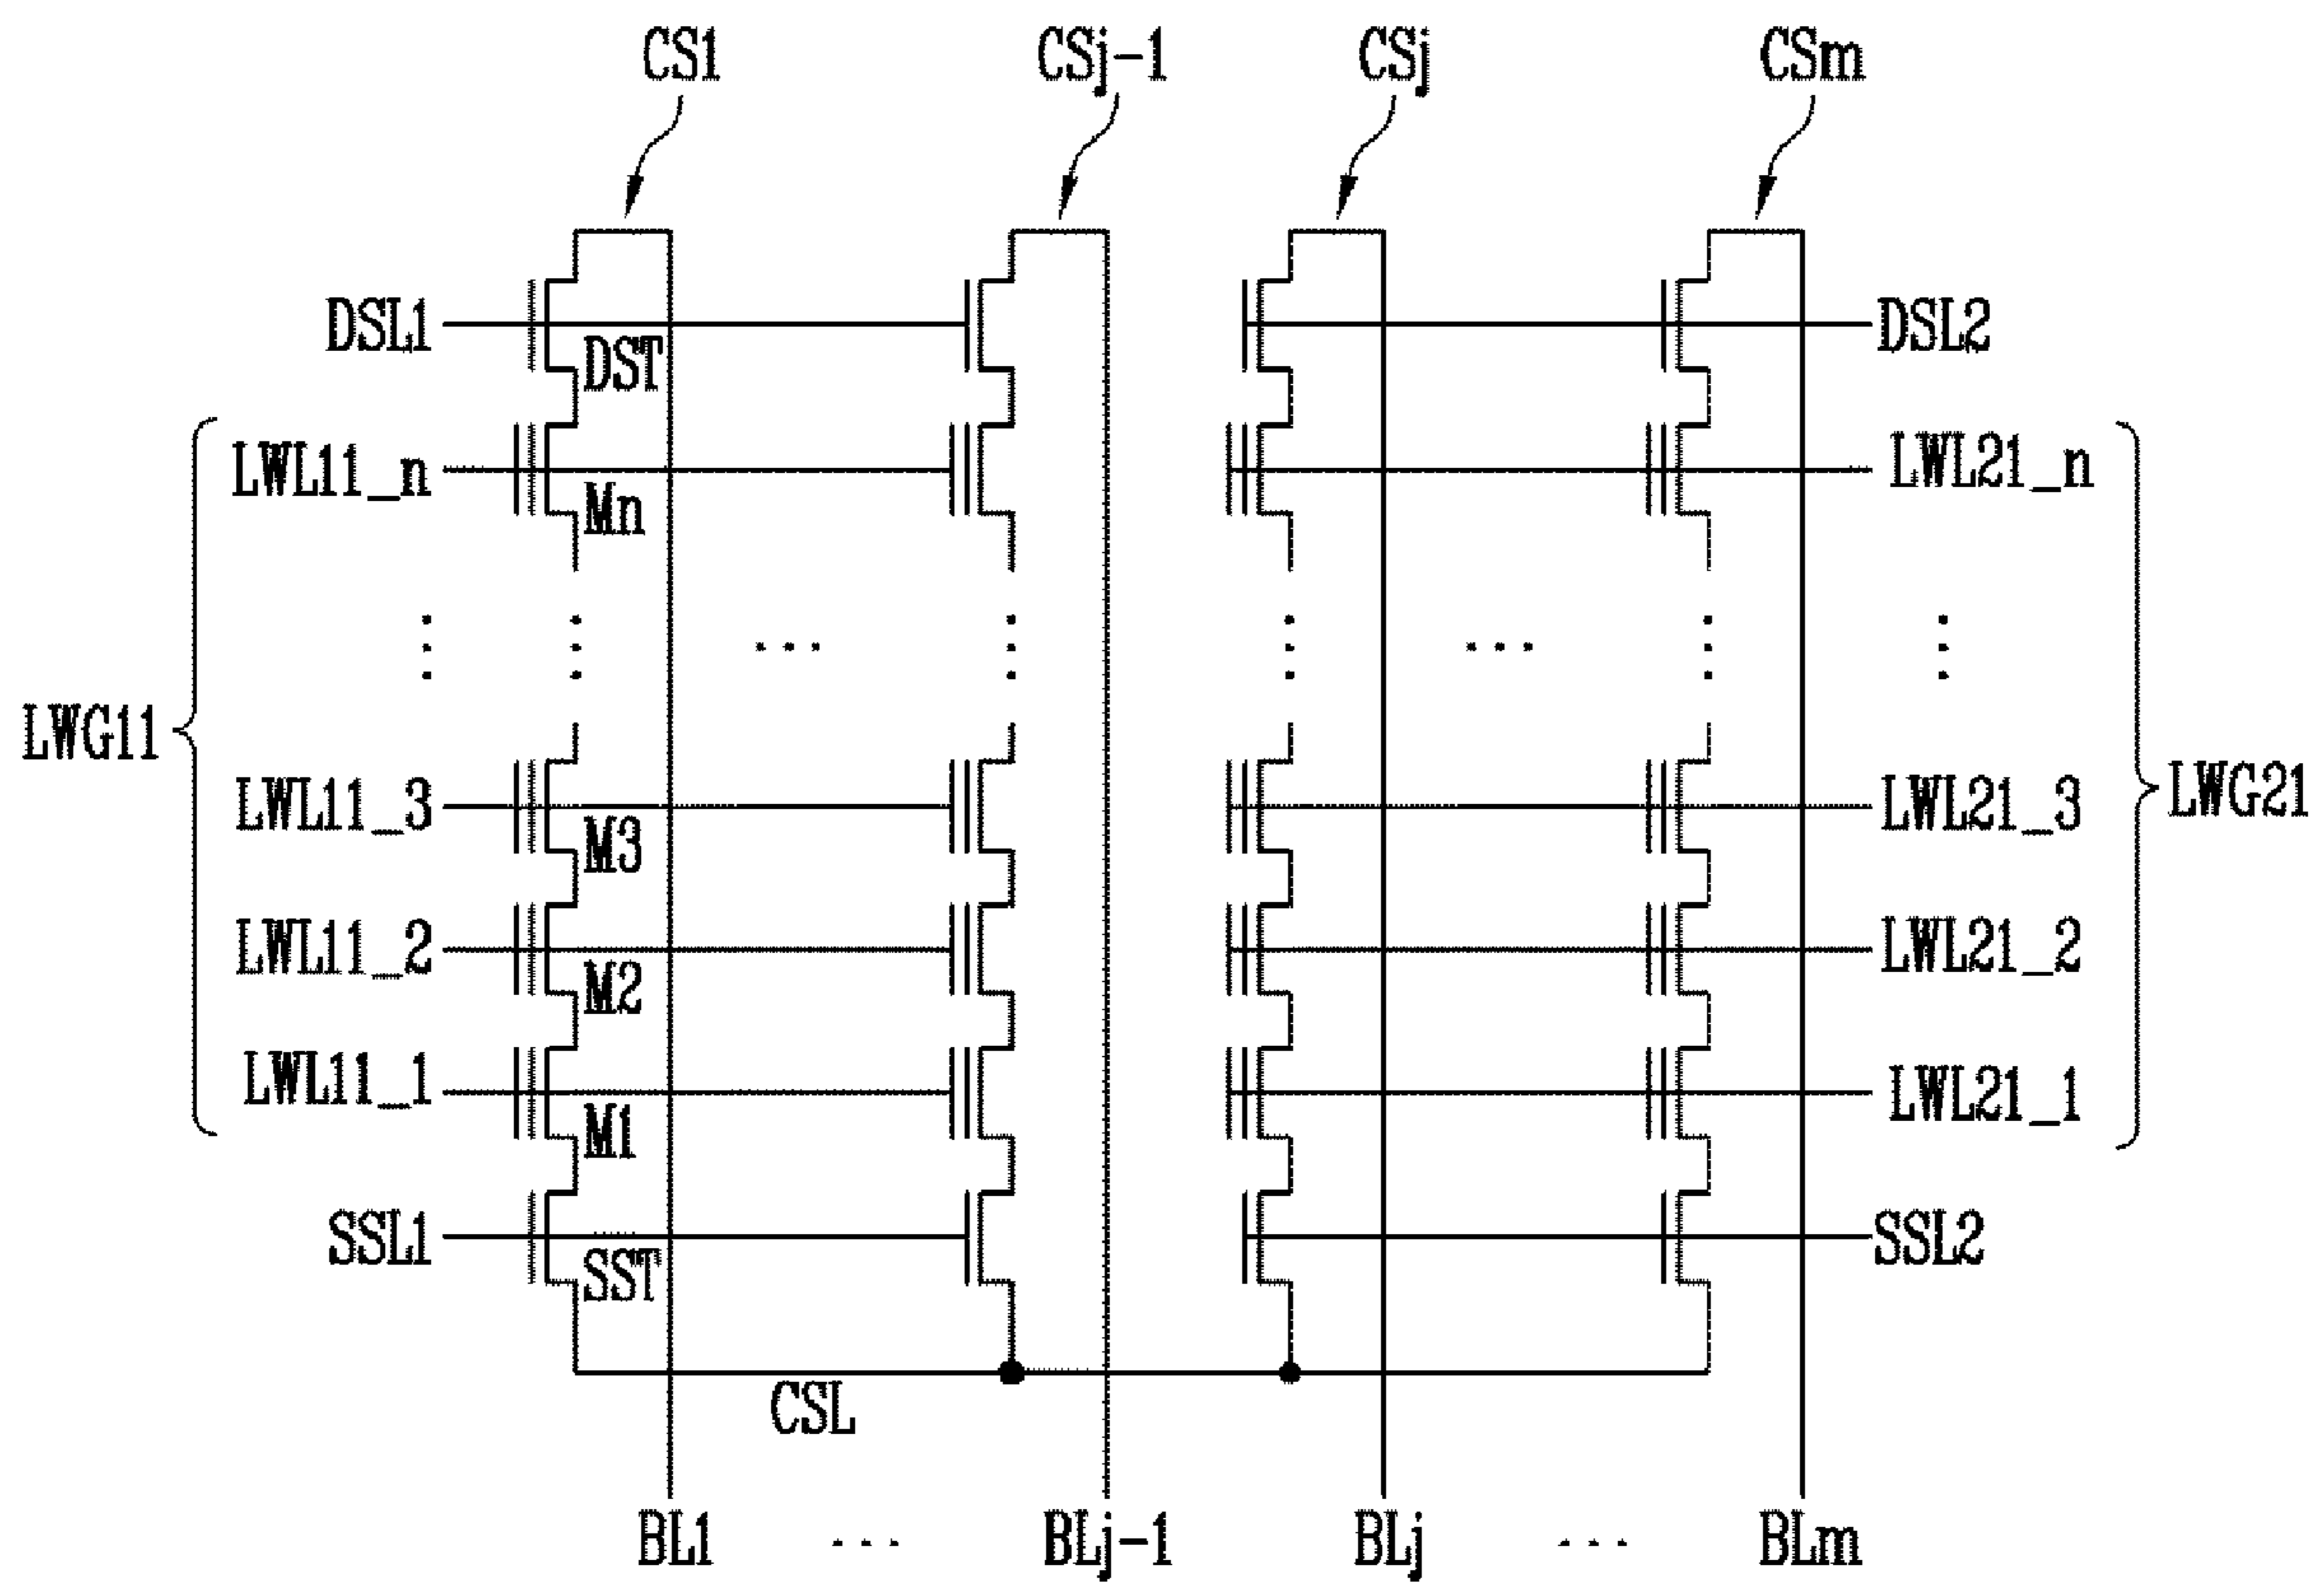 CS1 CSj-1 CSj CSm
DSL1 DST DSL2
LWL11_n Mn LWL21_n
... ...
LWG11 LWG21
LWL11_3 M3 LWL21_3
LWL11_2 M2 LWL21_2
LWL11_1 M1 LWL21_1
SSL1 SST SSL2
CSL
BL1 ... BLj-1 BLj ... BLm